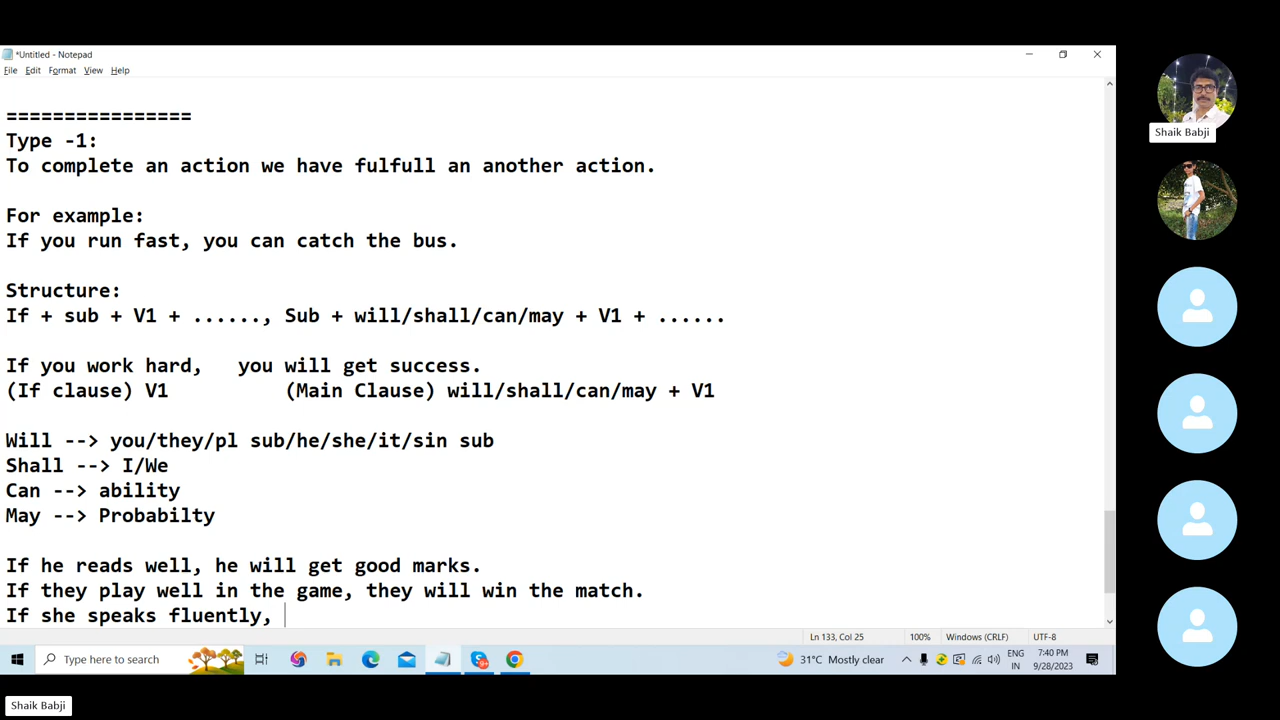 *Untitled - Notepad
File Edit Format View Help
================
Type -1:
To complete an action we have fulfull an another action.
For example:
If you run fast, you can catch the bus.
Structure:
If + sub + V1 + ......, Sub + will/shall/can/may + V1 + ......
If you work hard, you will get success.
(If clause) V1 (Main Clause) will/shall/can/may + V1
Will --> you/they/pl sub/he/she/it/sin sub
Shall --> I/We
Can --> ability
May --> Probabilty
If he reads well, he will get good marks.
If they play well in the game, they will win the match.
If she speaks fluently,
Ln 133, Col 25 100% Windows (CRLF) UTF-8
Type here to search
31°C Mostly clear
ENG
IN
7:40 PM
9/28/2023
Shaik Babji
Shaik Babji